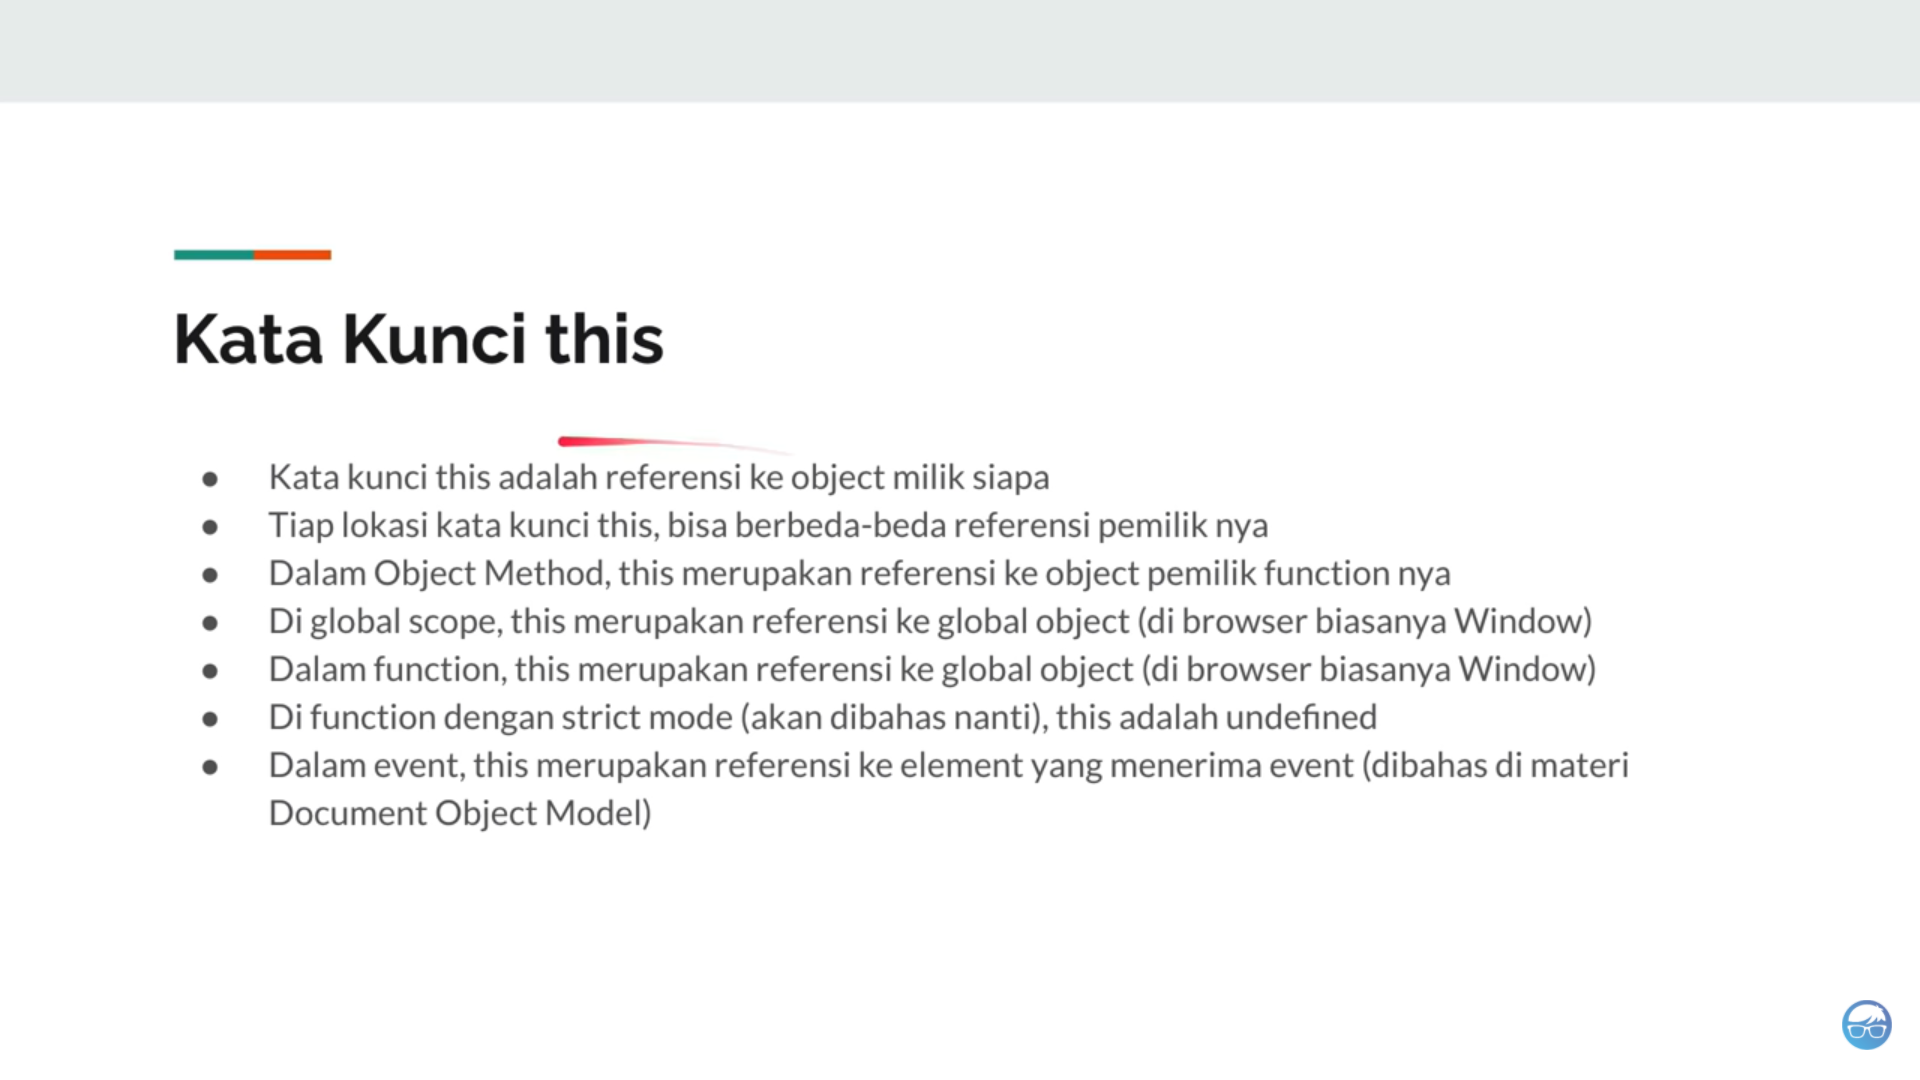 Kata Kunci this
● Kata kunci this adalah referensi ke object milik siapa
● Tiap lokasi kata kunci this, bisa berbeda-beda referensi pemilik nya
● Dalam Object Method, this merupakan referensi ke object pemilik function nya
● Di global scope, this merupakan referensi ke global object (di browser biasanya Window)
● Dalam function, this merupakan referensi ke global object (di browser biasanya Window)
● Di function dengan strict mode (akan dibahas nanti), this adalah undefined
● Dalam event, this merupakan referensi ke element yang menerima event (dibahas di materi
Document Object Model)